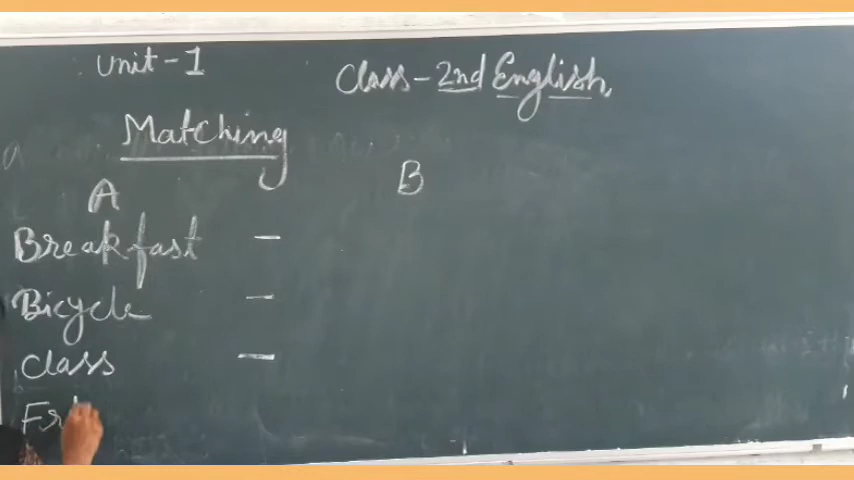 Unit-1
Class-2nd English.
Matching
A B
Breakfast -
Bicycle -
Class -